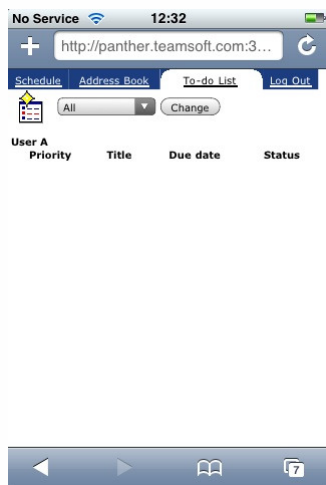 No Service 12:32
http://panther.teamsoft.com:3...
Schedule Address Book To-do List Log Out
All Change
User A
Priority Title Due date Status
7